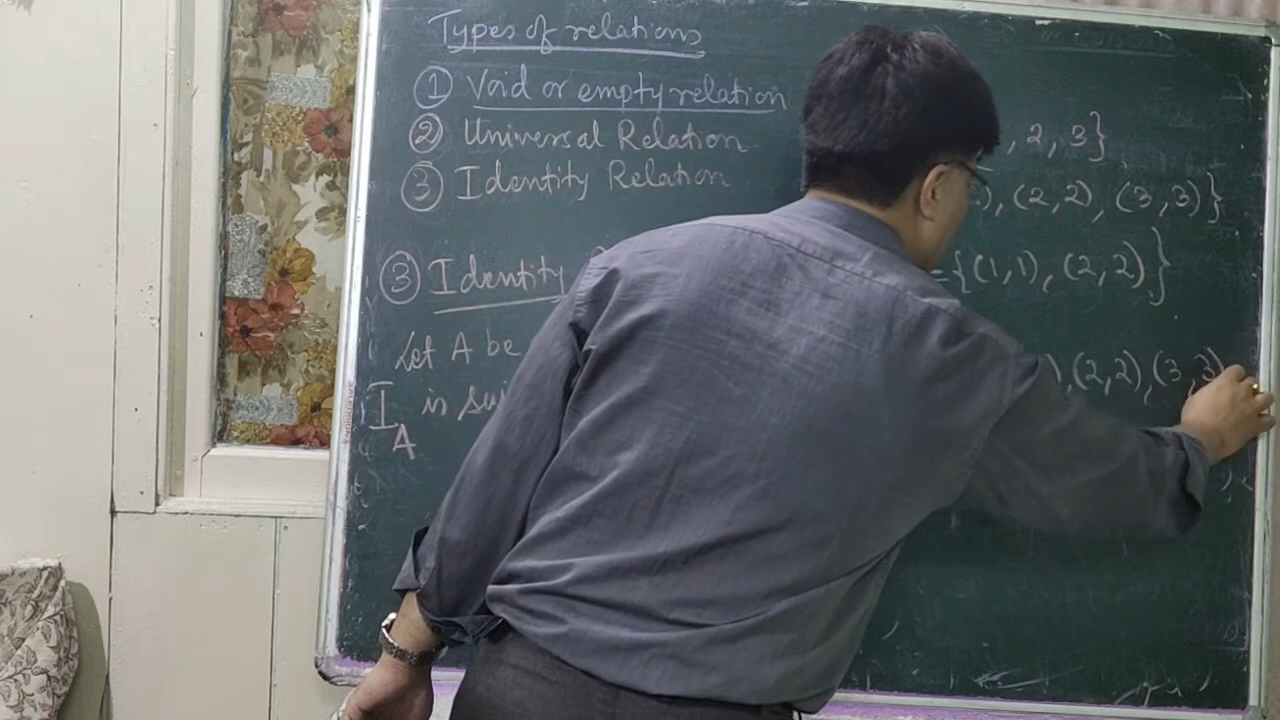 Types of relations
① Void or empty relation
② Universal Relation
③ Identity Relation
, 2, 3}
), (2,2), (3,3)}
③ Identity
={(1,1), (2,2)}
Let A be
), (2,2), (3,3)
I_A is